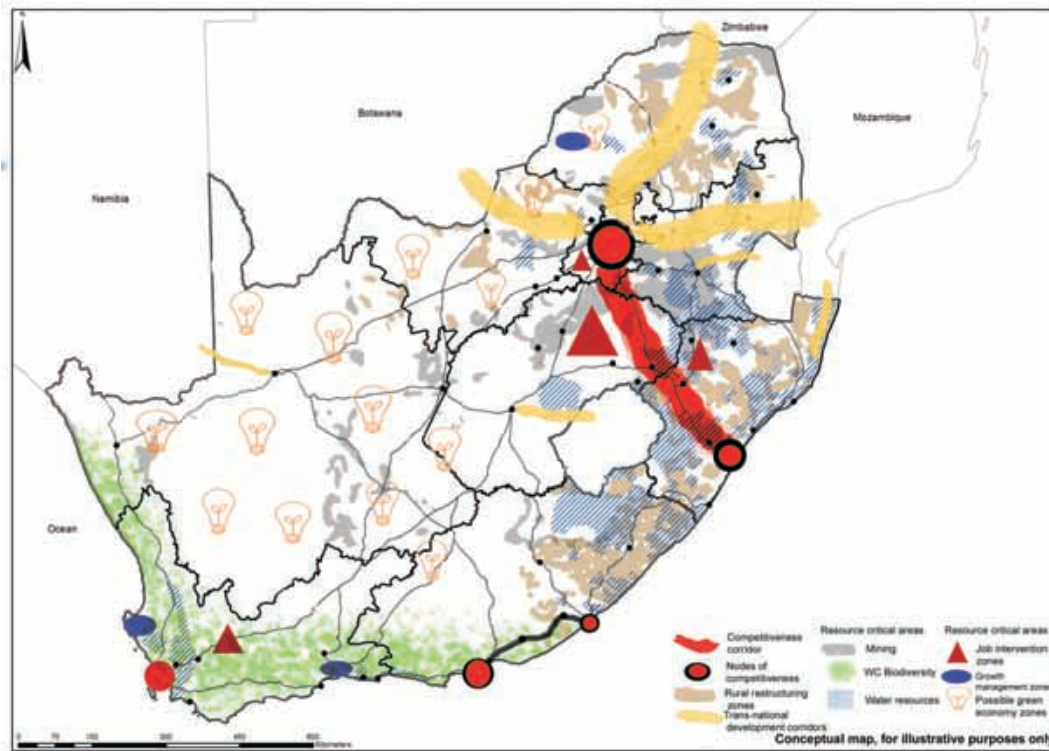 Zimbabwe
Botswana
Mozambique
Namibia
Ocean
Competitiveness
corridor
Nodes of
competitiveness
Rural restructuring
zones
Trans-national
development corridors
Resource critical areas
Mining
WC Biodiversity
Water resources
Resource critical areas
Job intervention
zones
Growth
management zone
Possible green
economy zones
Kilometers
Conceptual map, for illustrative purposes only